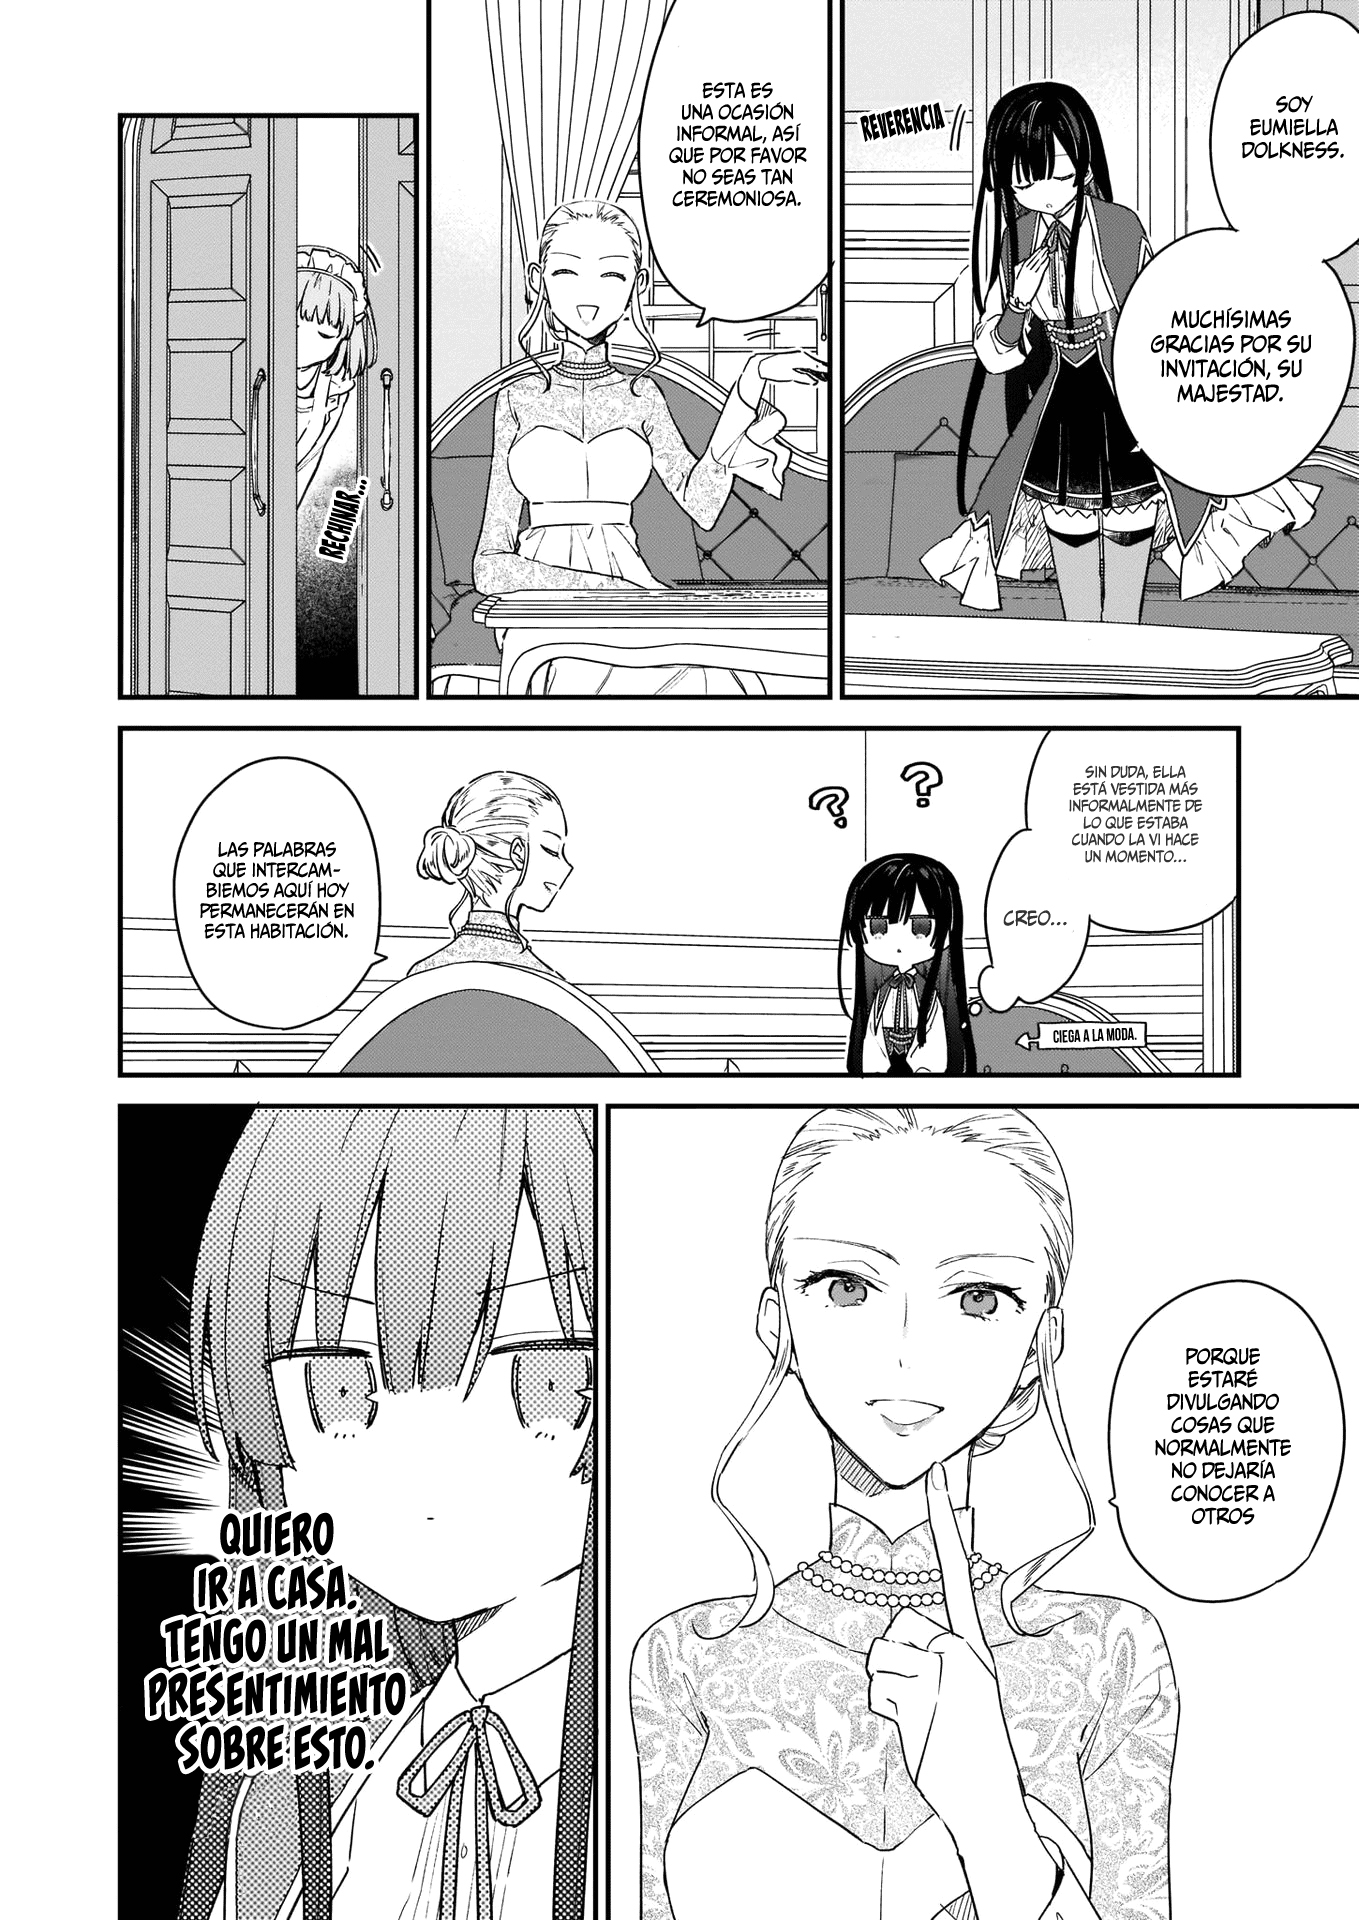 SOY
EUMIELLA
DOLKNESS.
MUCHÍSIMAS
GRACIAS POR SU
INVITACIÓN, SU
MAJESTAD.
REVERENCIA
ESTA ES
UNA OCASIÓN
INFORMAL, ASÍ
QUE POR FAVOR
NO SEAS TAN
CEREMONIOSA.
RECHINAR...
SIN DUDA, ELLA
ESTÁ VESTIDA MÁS
INFORMALMENTE DE
LO QUE ESTABA
CUANDO LA VI HACE
UN MOMENTO...
CREO...
? ?
CIEGA A LA MODA.
LAS PALABRAS
QUE INTERCAM-
BIEMOS AQUÍ HOY
PERMANECERÁN EN
ESTA HABITACIÓN.
PORQUE
ESTARÉ
DIVULGANDO
COSAS QUE
NORMALMENTE
NO DEJARÍA
CONOCER A
OTROS
QUIERO
IR A CASA.
TENGO UN MAL
PRESENTIMIENTO
SOBRE ESTO.